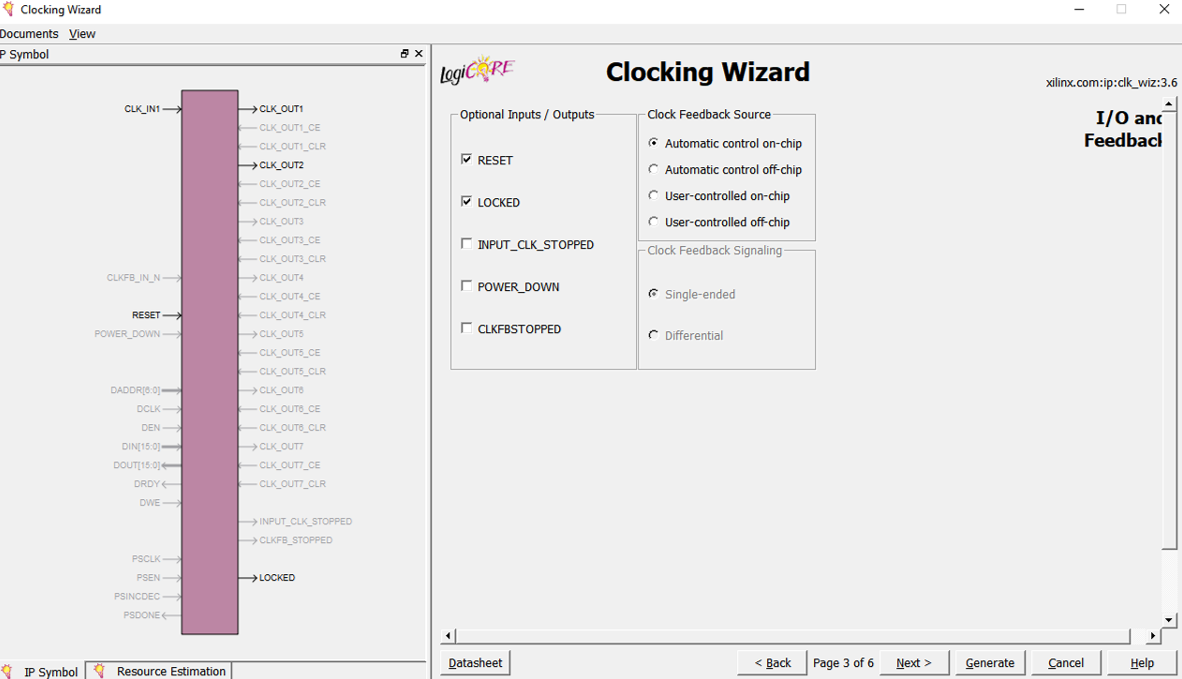 Clocking Wizard
Documents View
P Symbol
CLK_IN1
CLKFB_IN_N
RESET
POWER_DOWN
DADDR[6:0]
DCLK
DEN
DIN[15:0]
DOUT[15:0]
DRDY
DWE
PSCLK
PSEN
PSINCDEC
PSDONE
CLK_OUT1
CLK_OUT1_CE
CLK_OUT1_CLR
CLK_OUT2
CLK_OUT2_CE
CLK_OUT2_CLR
CLK_OUT3
CLK_OUT3_CE
CLK_OUT3_CLR
CLK_OUT4
CLK_OUT4_CE
CLK_OUT4_CLR
CLK_OUT5
CLK_OUT5_CE
CLK_OUT5_CLR
CLK_OUT6
CLK_OUT6_CE
CLK_OUT6_CLR
CLK_OUT7
CLK_OUT7_CE
CLK_OUT7_CLR
INPUT_CLK_STOPPED
CLKFB_STOPPED
LOCKED
IP Symbol
Resource Estimation
LogiCORE
Clocking Wizard
xilinx.com:ip:clk_wiz:3.6
I/O and
Feedback
Optional Inputs / Outputs
RESET
LOCKED
INPUT_CLK_STOPPED
POWER_DOWN
CLKFBSTOPPED
Clock Feedback Source
Automatic control on-chip
Automatic control off-chip
User-controlled on-chip
User-controlled off-chip
Clock Feedback Signaling
Single-ended
Differential
Datasheet
< Back
Page 3 of 6
Next >
Generate
Cancel
Help